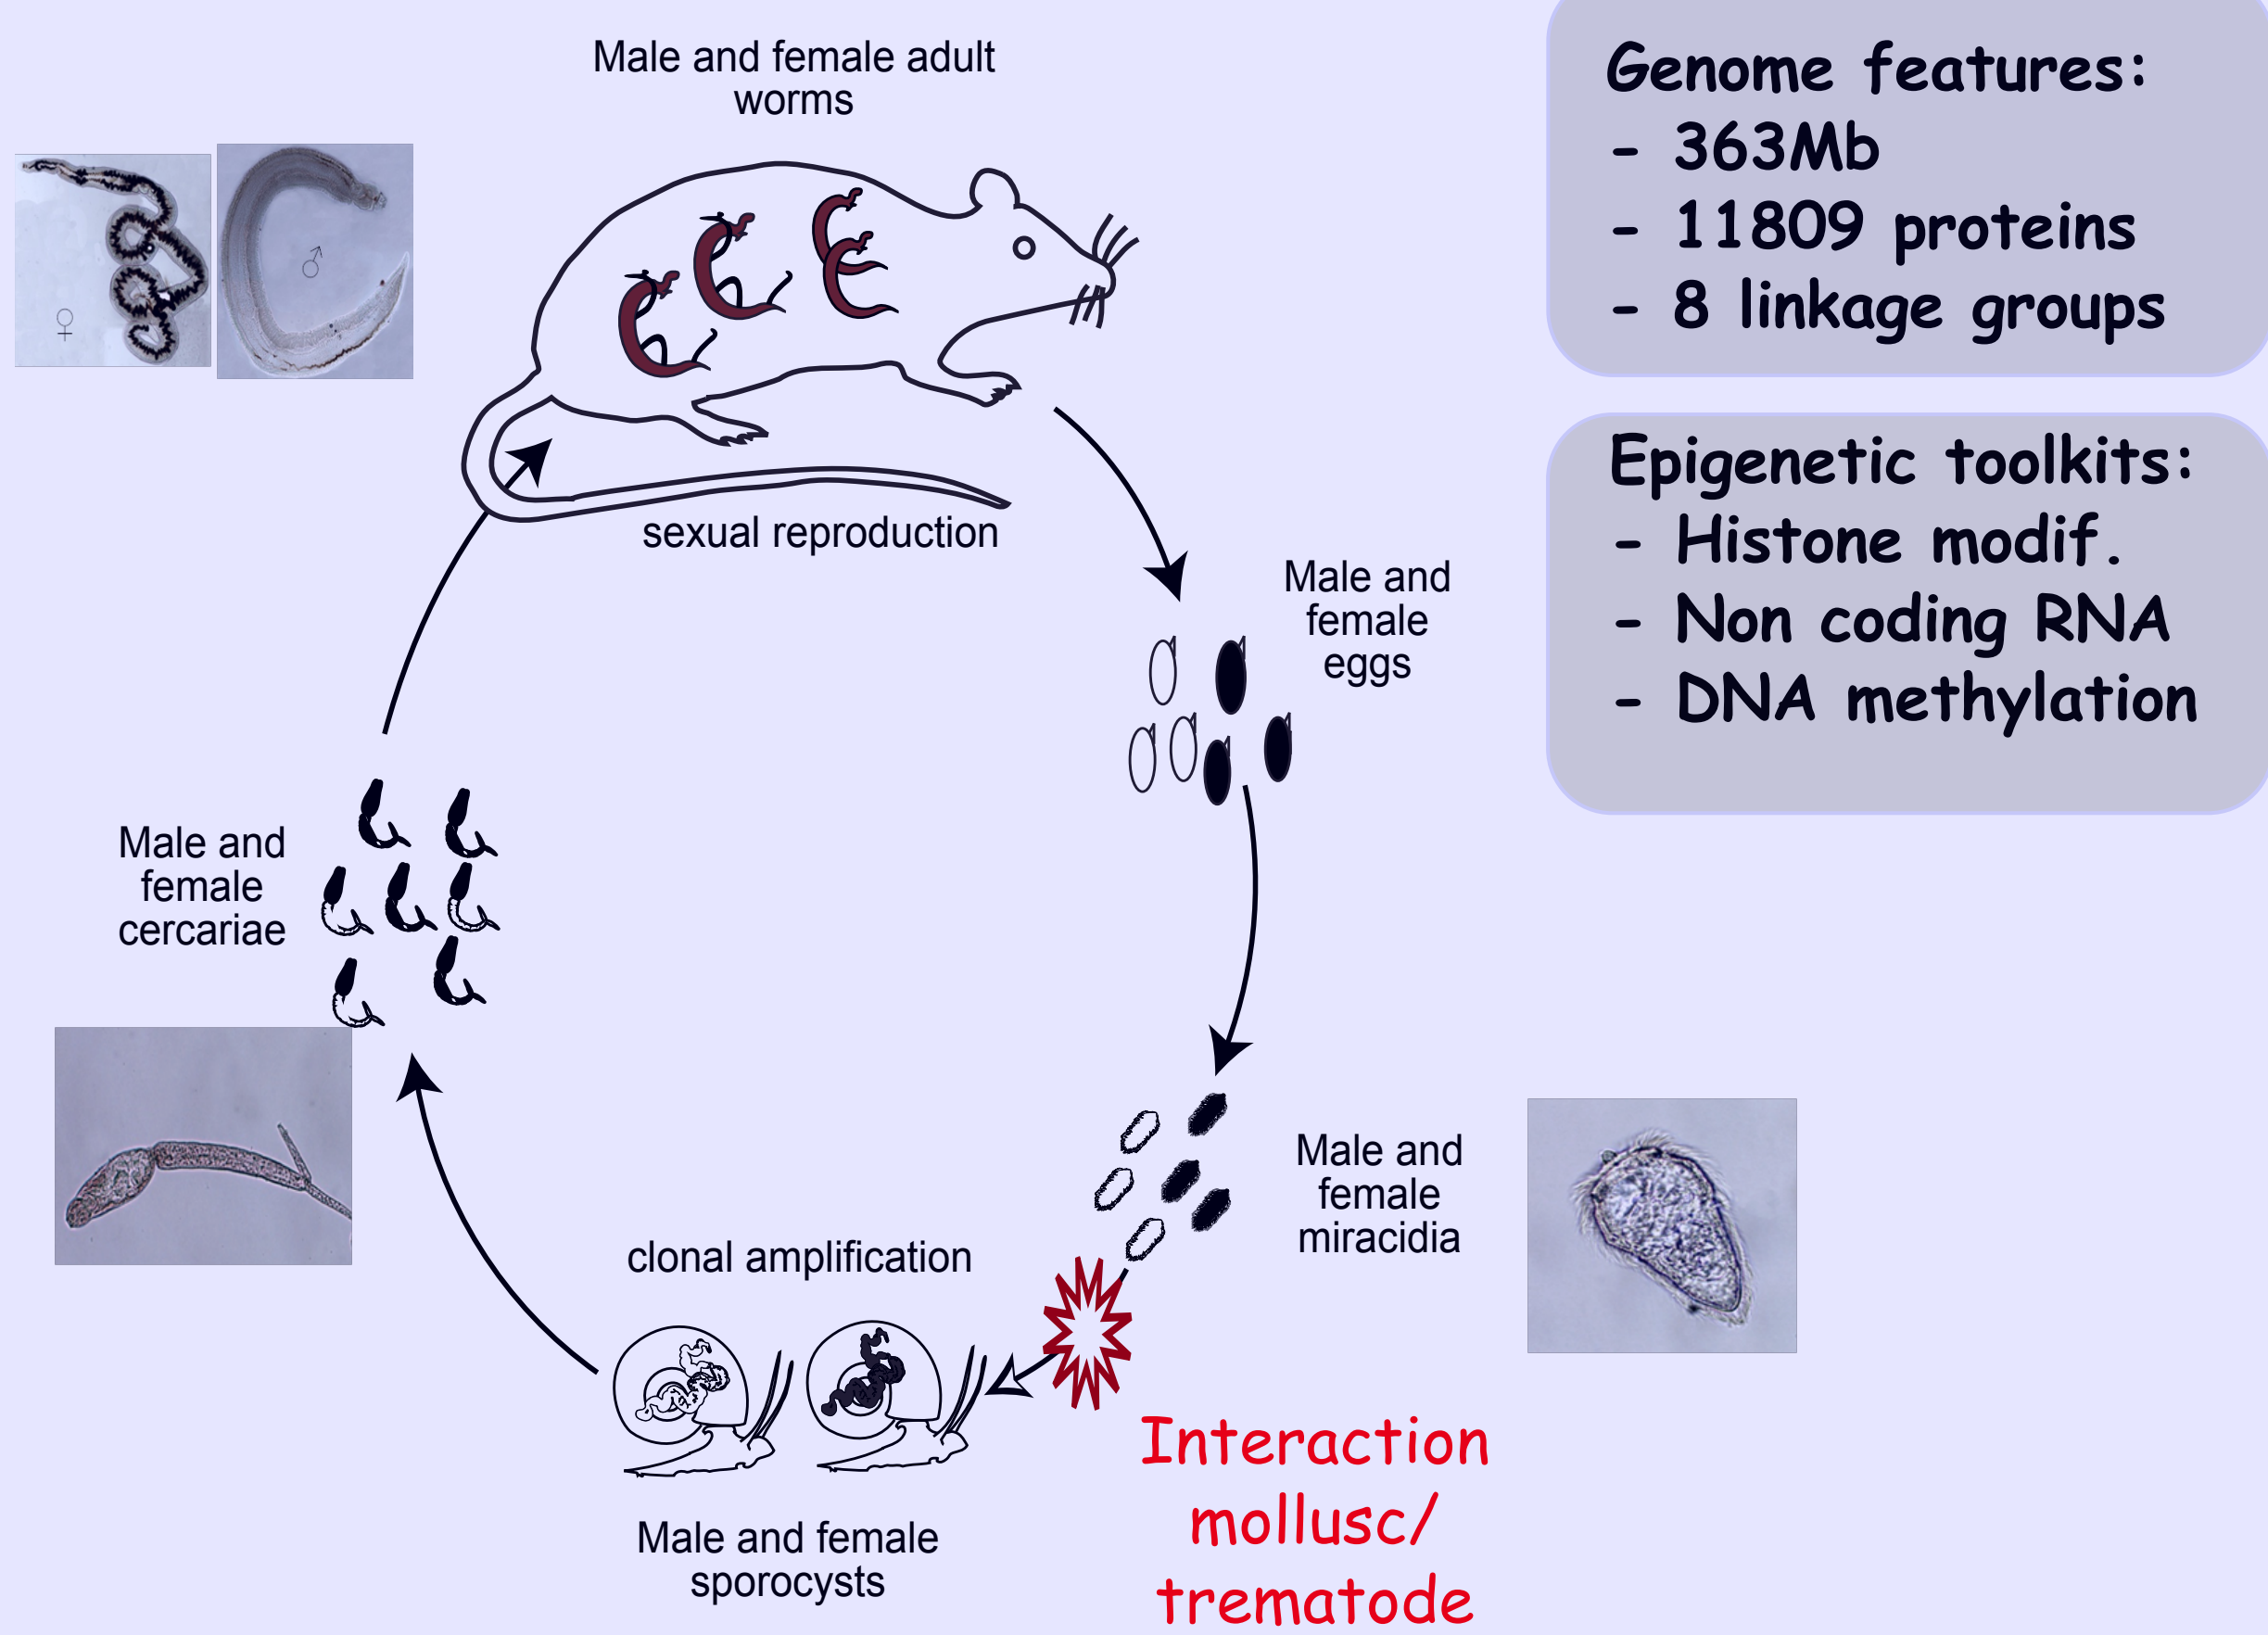 Male and female adult
worms
♀
♂
sexual reproduction
Male and
female
eggs
Male and
female
cercariae
Male and
female
miracidia
clonal amplification
Male and female
sporocysts
Interaction
mollusc/
trematode
Genome features:
- 363Mb
- 11809 proteins
- 8 linkage groups
Epigenetic toolkits:
- Histone modif.
- Non coding RNA
- DNA methylation